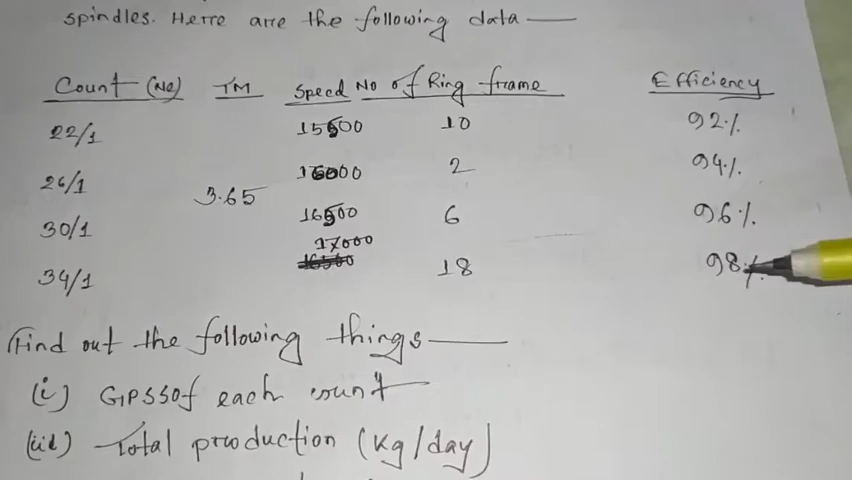 spindles. Here are the following data —
Count (Ne) TM Speed No of Ring frame Efficiency
22/1 15500 10 92%
26/1 16000 2 94%
3.65
30/1 16500 6 96%
17000
34/1 18 98%
Find out the following things —
(i) GPSS of each count
(ii) Total production (Kg/day)